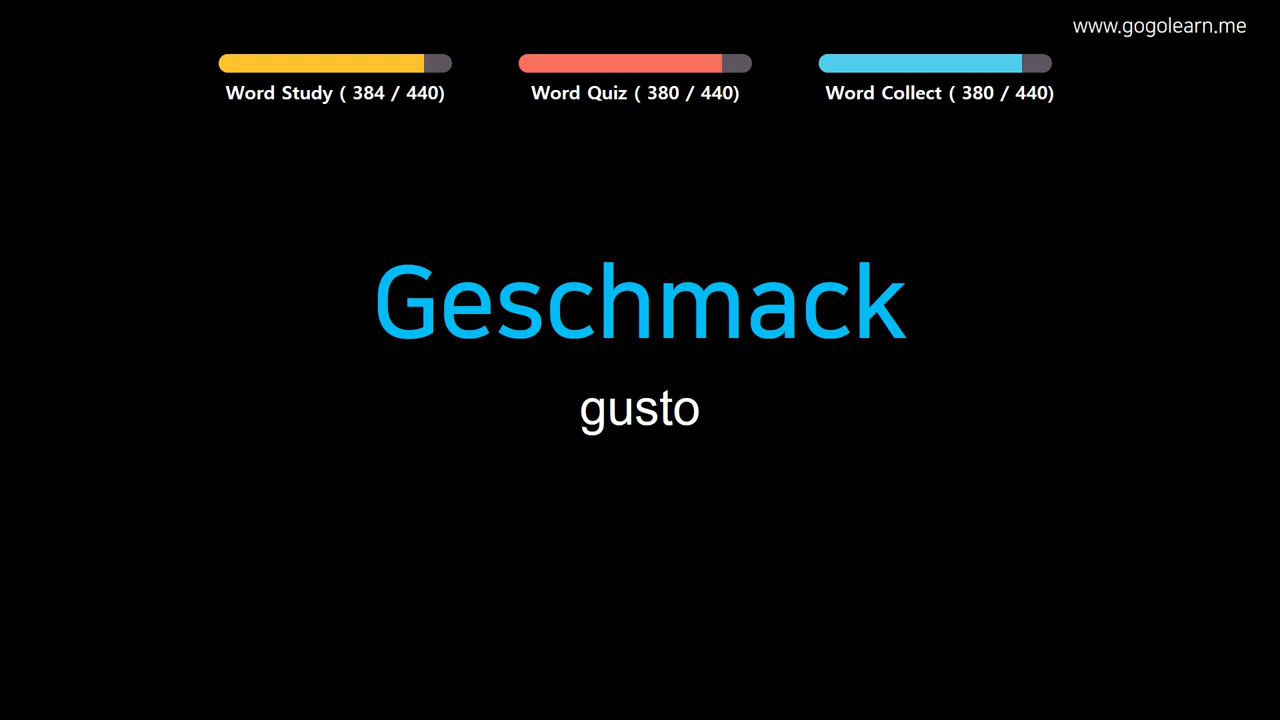 www.gogolearn.me
Word Study ( 384 / 440)
Word Quiz ( 380 / 440)
Word Collect ( 380 / 440)
Geschmack
gusto